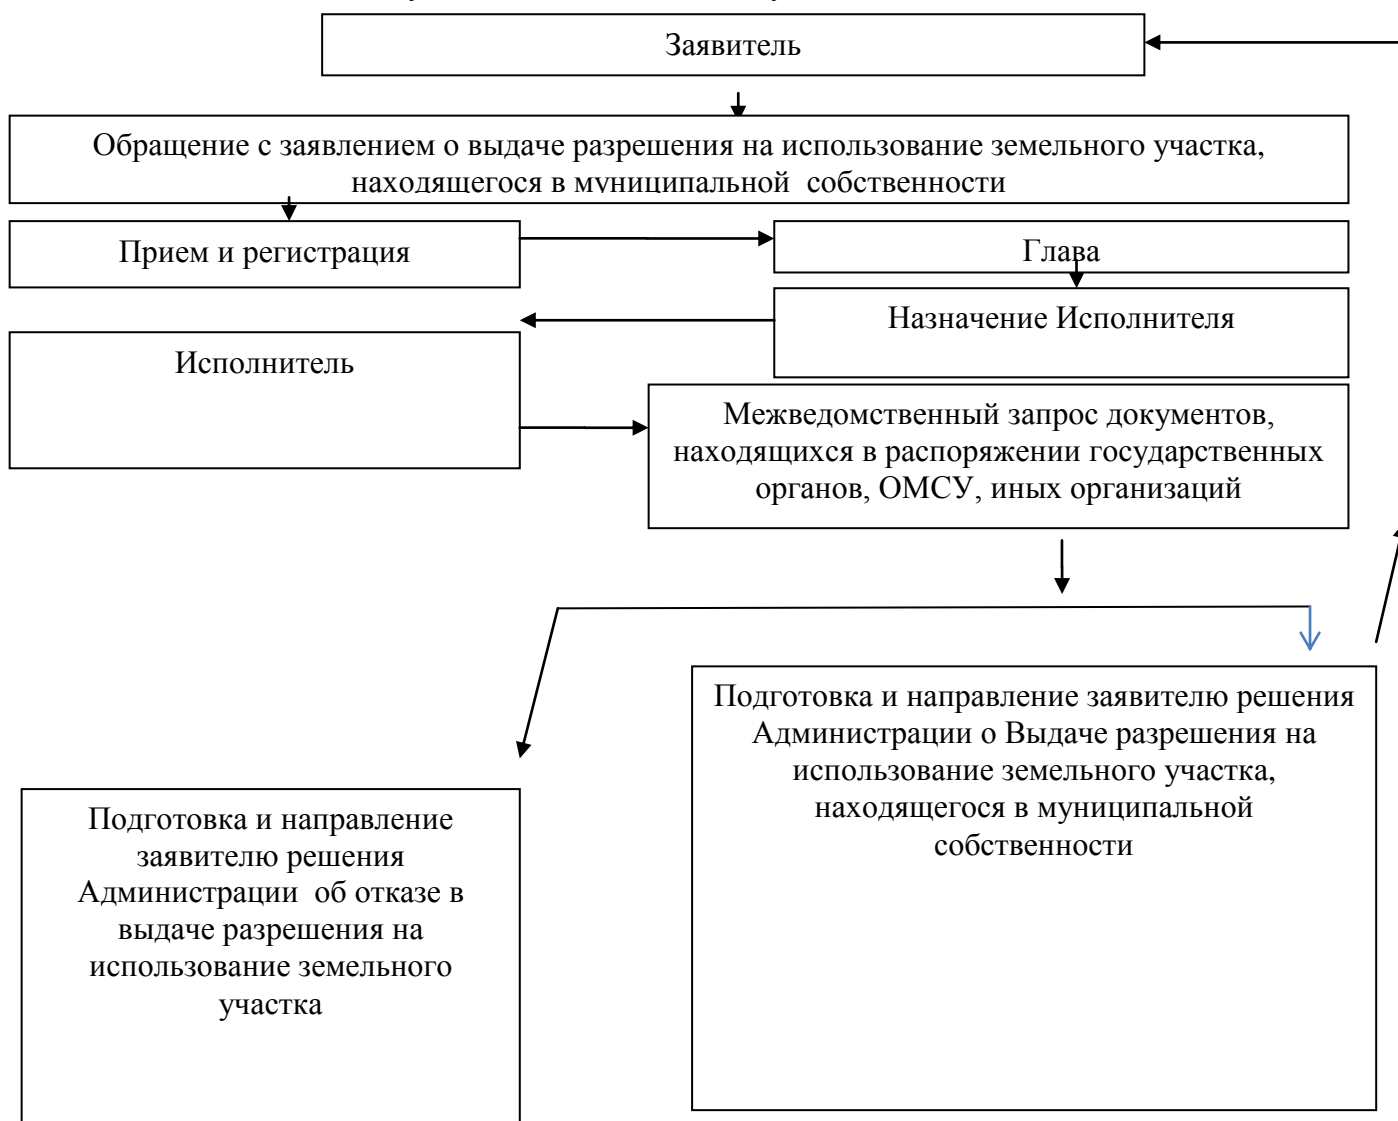 Заявитель
Обращение с заявлением о выдаче разрешения на использование земельного участка,
находящегося в муниципальной собственности
Прием и регистрация
Глава
Назначение Исполнителя
Исполнитель
Межведомственный запрос документов,
находящихся в распоряжении государственных
органов, ОМСУ, иных организаций
Подготовка и направление заявителю решения
Администрации о Выдаче разрешения на
использование земельного участка,
находящегося в муниципальной
собственности
Подготовка и направление
заявителю решения
Администрации об отказе в
выдаче разрешения на
использование земельного
участка